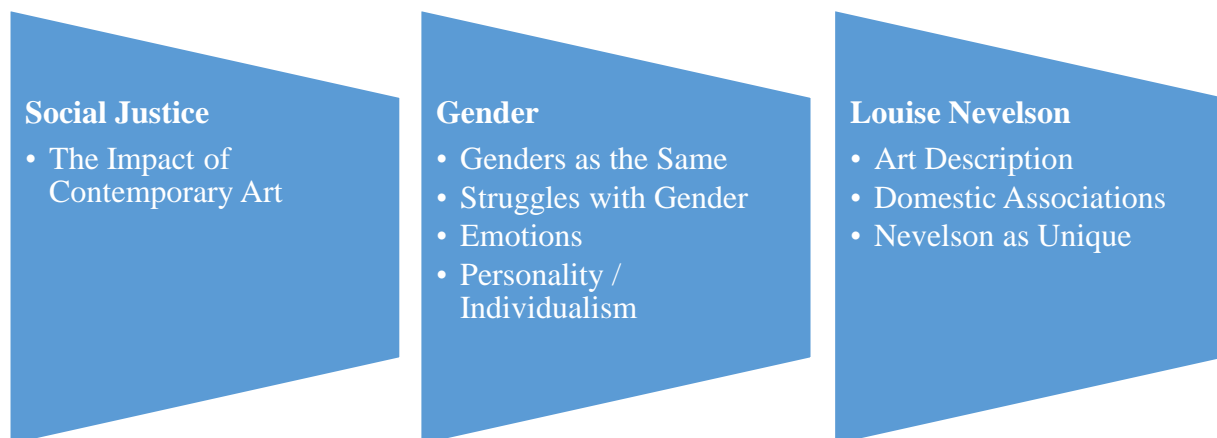 Social Justice
• The Impact of
Contemporary Art
Gender
• Genders as the Same
• Struggles with Gender
• Emotions
• Personality /
Individualism
Louise Nevelson
• Art Description
• Domestic Associations
• Nevelson as Unique